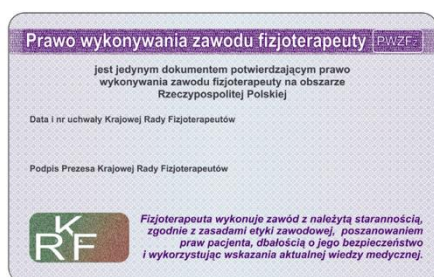 Prawo wykonywania zawodu fizjoterapeuty PWZFz
jest jedynym dokumentem potwierdzającym prawo
wykonywania zawodu fizjoterapeuty na obszarze
Rzeczypospolitej Polskiej
Data i nr uchwały Krajowej Rady Fizjoterapeutów
Podpis Prezesa Krajowej Rady Fizjoterapeutów
KRF
Fizjoterapeuta wykonuje zawód z należytą starannością,
zgodnie z zasadami etyki zawodowej, poszanowaniem
praw pacjenta, dbałością o jego bezpieczeństwo
i wykorzystując wskazania aktualnej wiedzy medycznej.